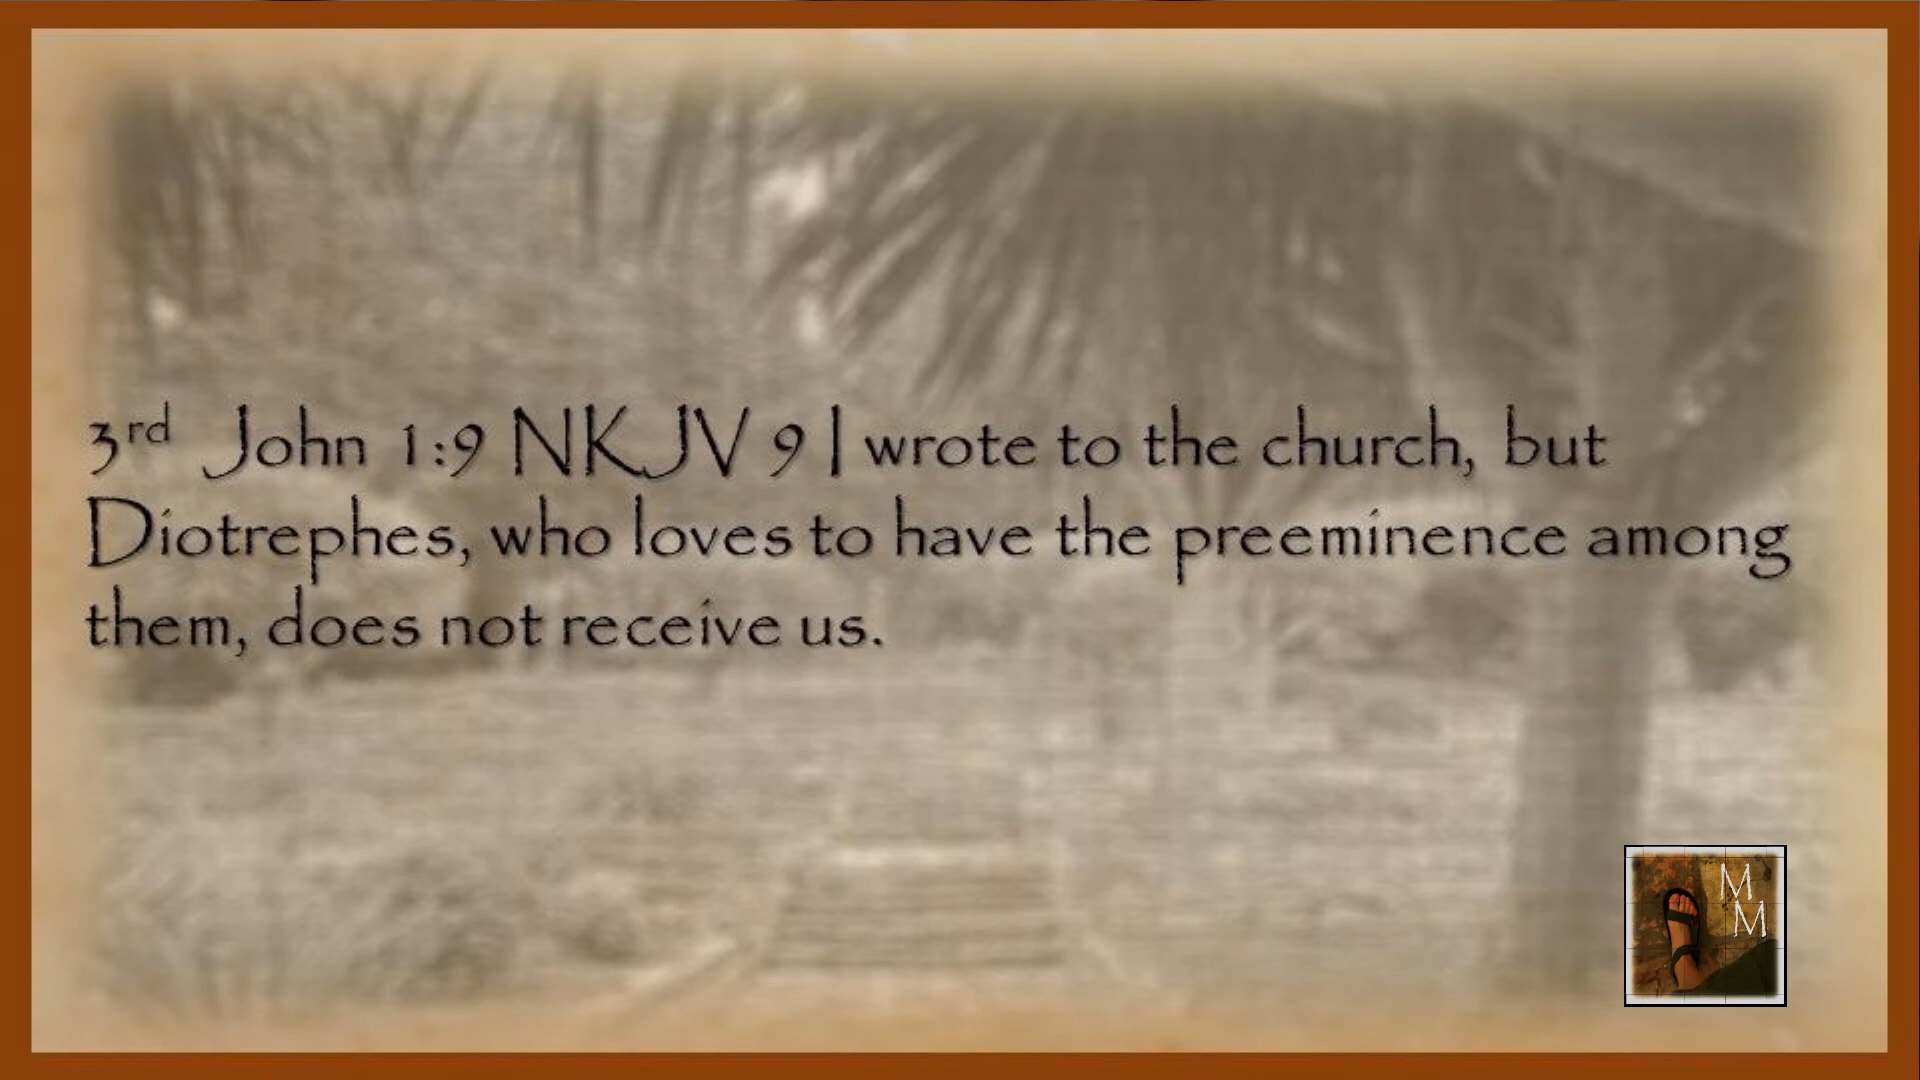 3rd John 1:9 NKJV 9 I wrote to the church, but
Diotrephes, who loves to have the preeminence among
them, does not receive us.
M
M